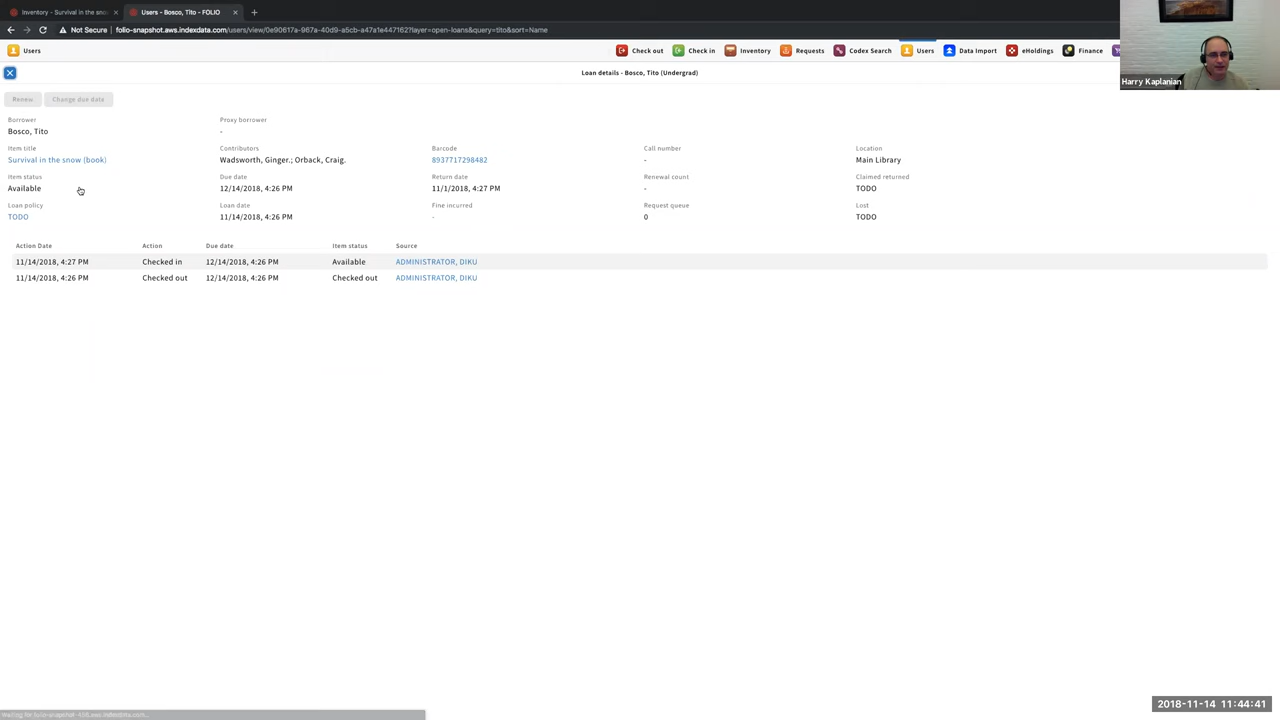 Inventory - Survival in the snow
Users - Bosco, Tito - FOLIO
Not Secure
folio-snapshot.aws.indexdata.com/users/view/0e90617a-967a-40d9-a5cb-a47a1e447162?layer=open-loans&query=tito&sort=Name
Users
Check out
Check in
Inventory
Requests
Codex Search
Users
Data Import
eHoldings
Finance
Harry Kaplanian
Loan details - Bosco, Tito (Undergrad)
Renew
Change due date
Borrower
Proxy borrower
Bosco, Tito
-
Item title
Contributors
Barcode
Call number
Location
Survival in the snow (book)
Wadsworth, Ginger.; Orback, Craig.
8937717298482
-
Main Library
Item status
Due date
Return date
Renewal count
Claimed returned
Available
12/14/2018, 4:26 PM
11/1/2018, 4:27 PM
-
TODO
Loan policy
Loan date
Fine incurred
Request queue
Lost
TODO
11/14/2018, 4:26 PM
-
0
TODO
Action Date
Action
Due date
Item status
Source
11/14/2018, 4:27 PM
Checked in
12/14/2018, 4:26 PM
Available
ADMINISTRATOR, DIKU
11/14/2018, 4:26 PM
Checked out
12/14/2018, 4:26 PM
Checked out
ADMINISTRATOR, DIKU
2018-11-14 11:44:41